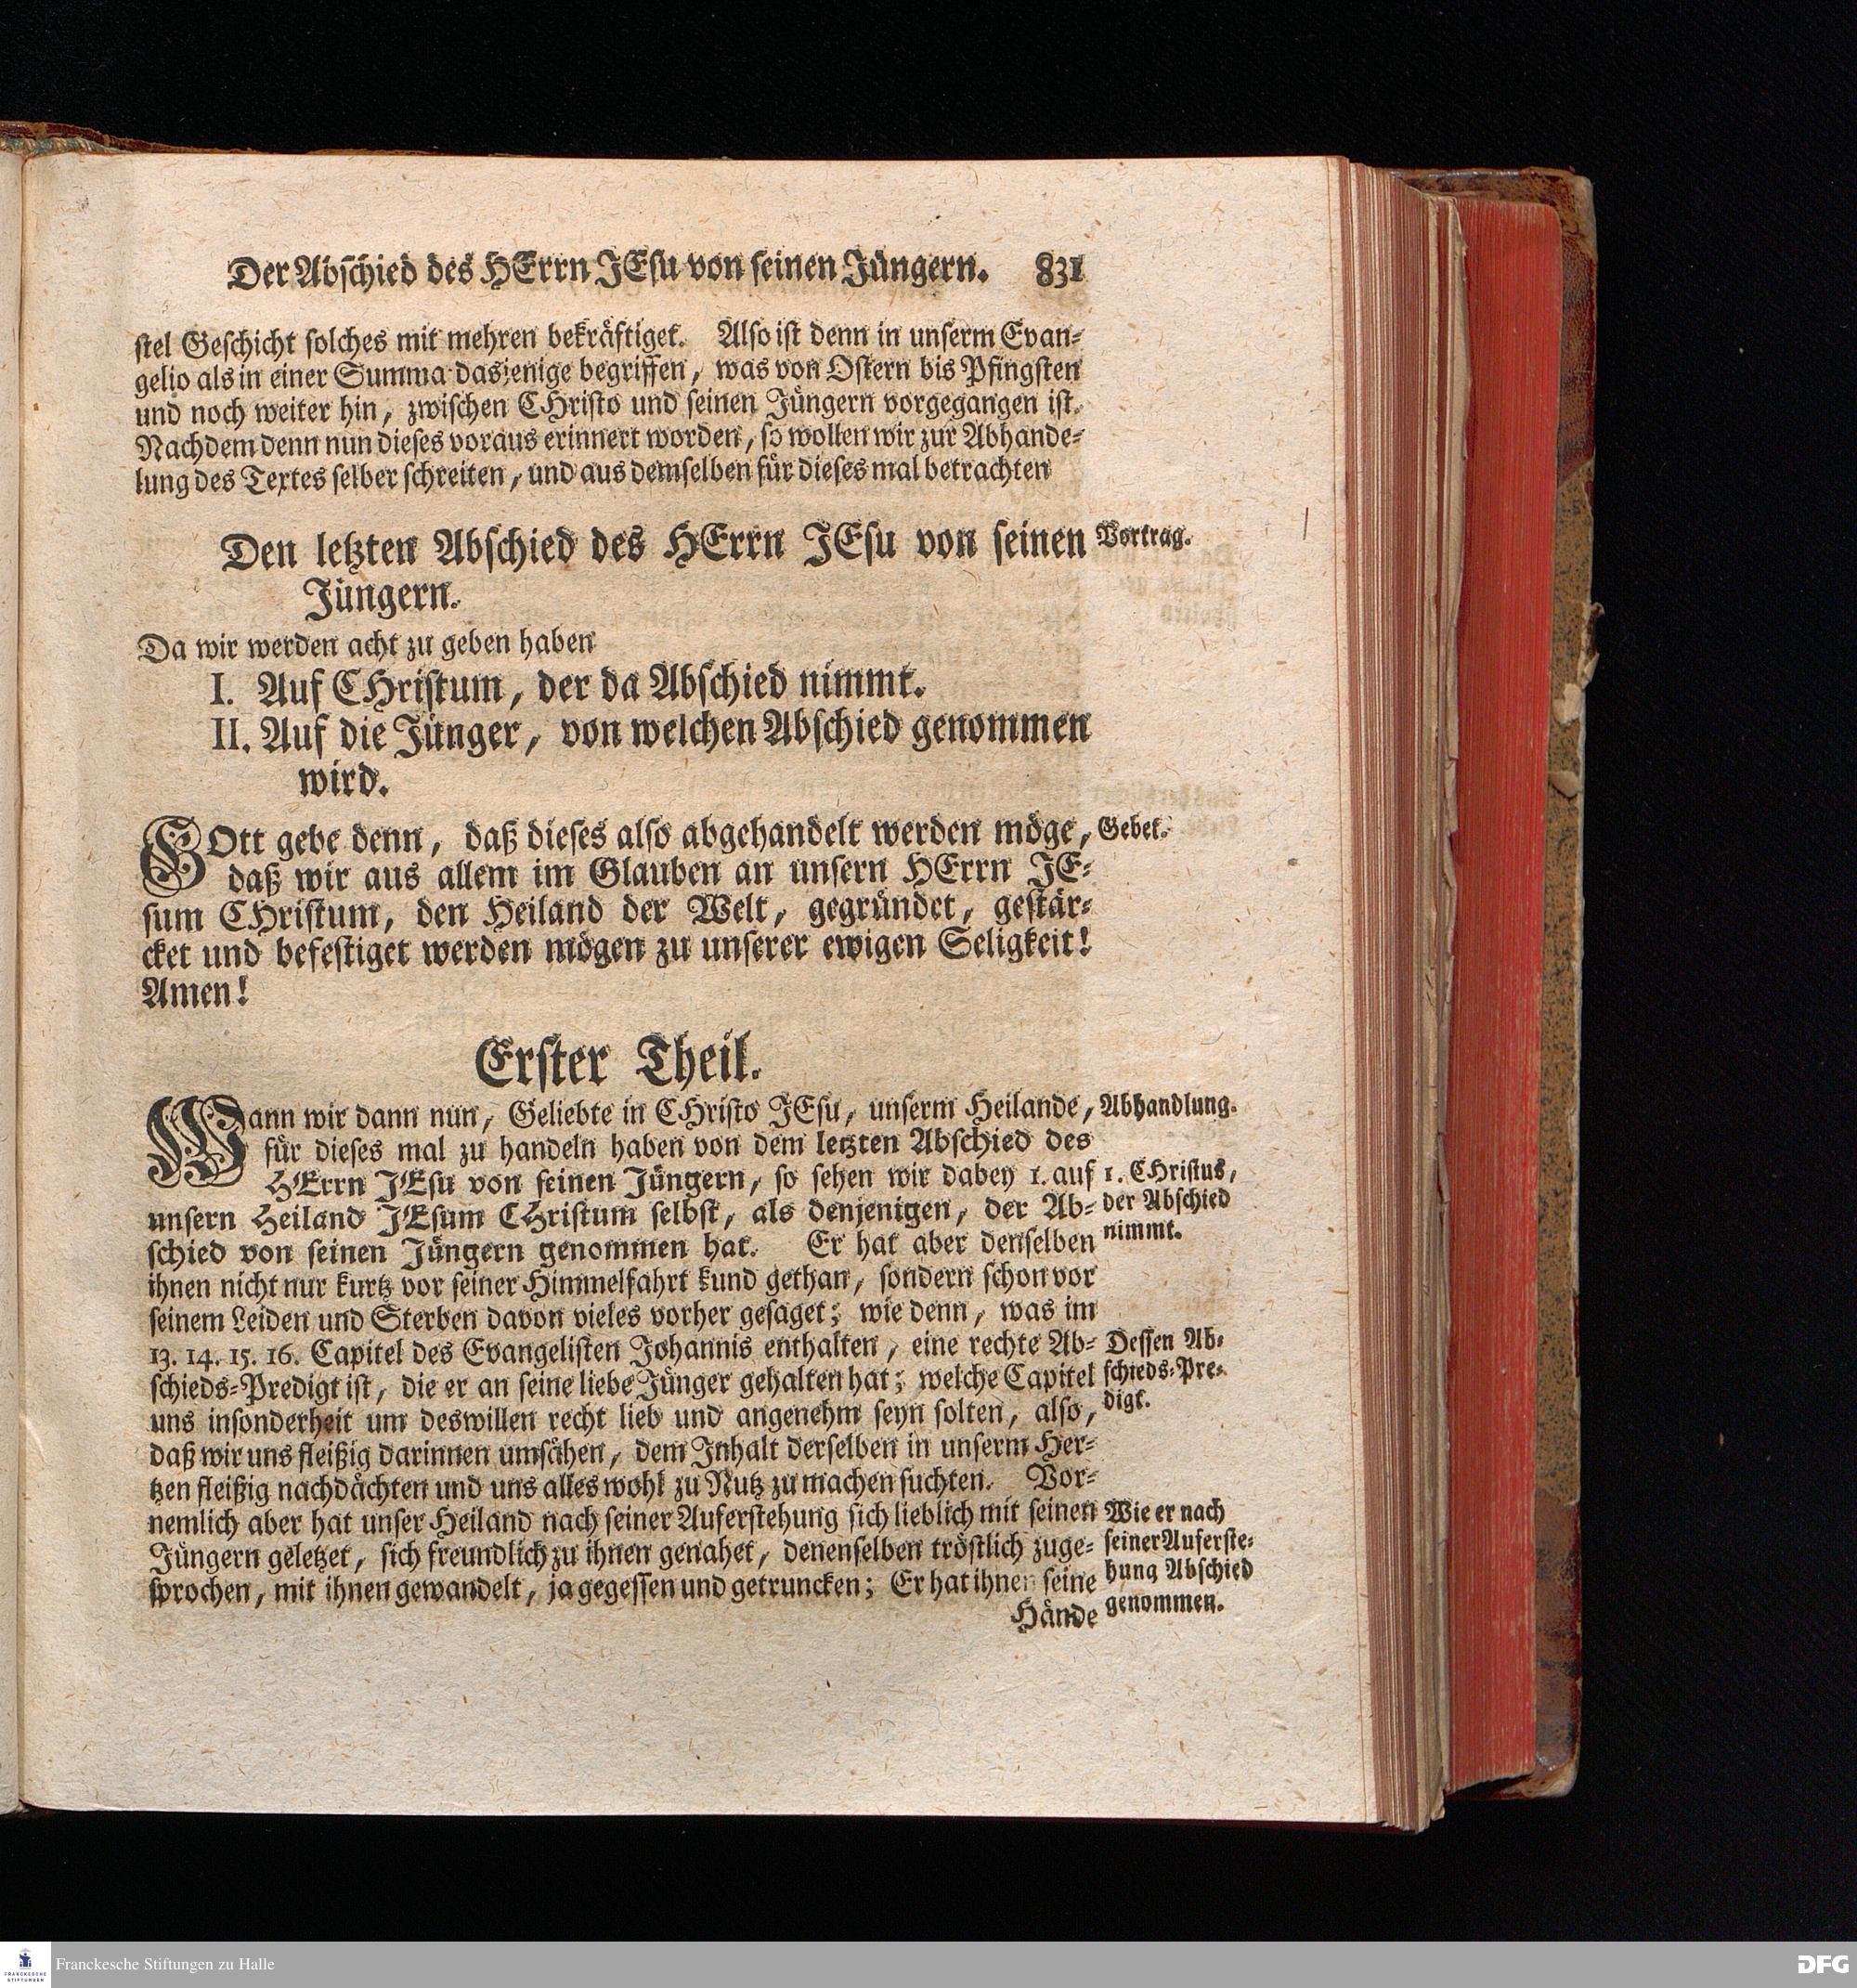 Der Abschied des HErrn JEsu von seinen Jüngern. 831
stel Geschicht solches mit mehren bekräftiget. Also ist denn in unserm Evan-
gelio als in einer Summa dasjenige begriffen, was von Ostern bis Pfingsten
und noch weiter hin, zwischen CHristo und seinen Jüngern vorgegangen ist.
Nachdem denn nun dieses voraus erinnert worden, so wollen wir zur Abhande-
lung des Textes selber schreiten, und aus demselben für dieses mal betrachten
Den letzten Abschied des HErrn JEsu von seinen
Jüngern.
Vortrag.
Da wir werden acht zu geben haben
I. Auf CHristum, der da Abschied nimmt.
II. Auf die Jünger, von welchen Abschied genommen
wird.
GOtt gebe denn, daß dieses also abgehandelt werden möge,
daß wir aus allem im Glauben an unsern HErrn JE-
sum CHristum, den Heiland der Welt, gegründet, gestär-
cket und befestiget werden mögen zu unserer ewigen Seligkeit!
Amen!
Gebet.
Erster Theil.
Wann wir dann nun, Geliebte in CHristo JEsu, unserm Heilande,
für dieses mal zu handeln haben von dem letzten Abschied des
HErrn JEsu von seinen Jüngern, so sehen wir dabey 1. auf
unsern Heiland JEsum CHristum selbst, als denjenigen, der Ab-
schied von seinen Jüngern genommen hat. Er hat aber denselben
ihnen nicht nur kurtz vor seiner Himmelfahrt kund gethan, sondern schon vor
seinem Leiden und Sterben davon vieles vorher gesaget; wie denn, was im
13. 14. 15. 16. Capitel des Evangelisten Johannis enthalten, eine rechte Ab-
schieds-Predigt ist, die er an seine liebe Jünger gehalten hat; welche Capitel
uns insonderheit um deswillen recht lieb und angenehm seyn solten, also,
daß wir uns fleißig darinnen umsähen, dem Inhalt derselben in unserm Her-
tzen fleißig nachdächten und uns alles wohl zu Nutz zu machen suchten. Vor-
nemlich aber hat unser Heiland nach seiner Auferstehung sich lieblich mit seinen
Jüngern geletzet, sich freundlich zu ihnen genahet, denenselben tröstlich zuge-
sprochen, mit ihnen gewandelt, ja gegessen und getruncken; Er hat ihnen seine
Hände
Abhandlung.
1. CHristus,
der Abschied
nimmt.
Dessen Ab-
schieds-Pre-
digt.
Wie er nach
seiner Auferste-
hung Abschied
genommen.
FRANCKESCHE
STIFTUNGEN
Franckesche Stiftungen zu Halle
DFG